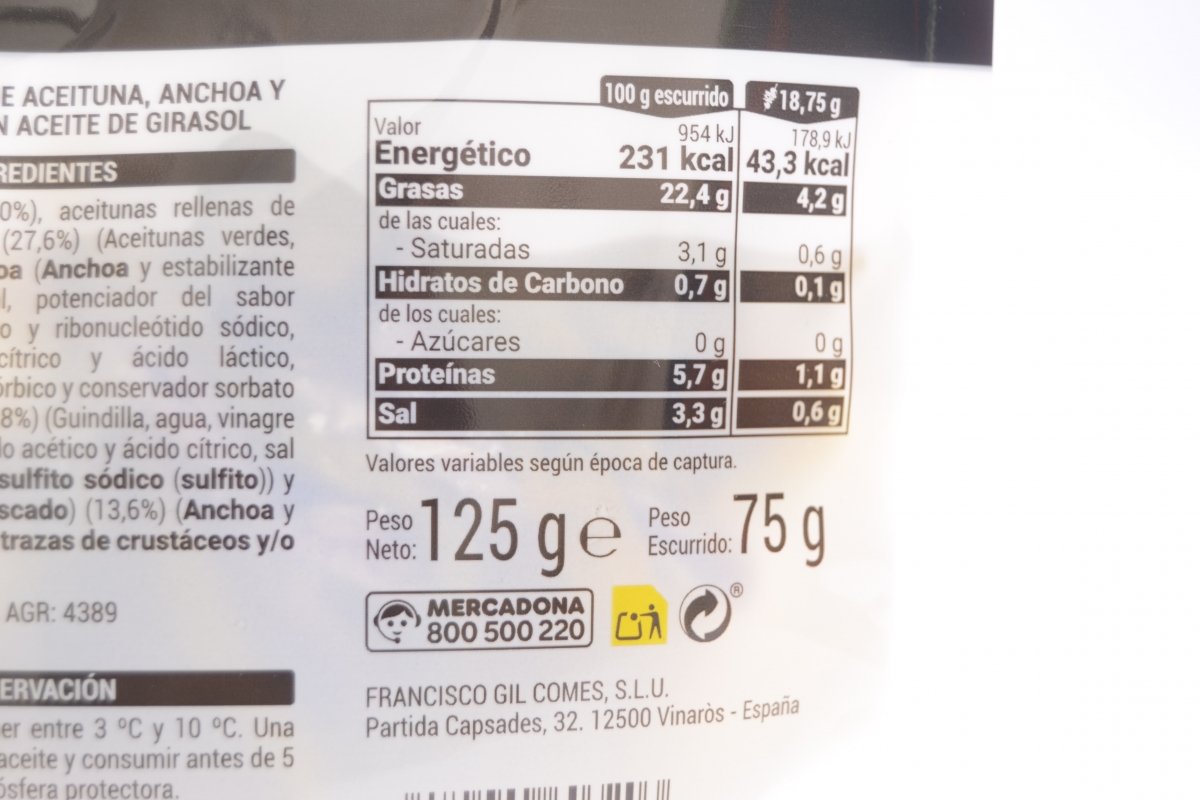 E ACEITUNA, ANCHOA Y
N ACEITE DE GIRASOL
REDIENTES
0%), aceitunas rellenas de
(27,6%) (Aceitunas verdes,
oa (Anchoa y estabilizante
l, potenciador del sabor
o y ribonucleótido sódico,
cítrico y ácido láctico,
órbico y conservador sorbato
8%) (Guindilla, agua, vinagre
do acético y ácido cítrico, sal
sulfito sódico (sulfito)) y
scado) (13,6%) (Anchoa y
trazas de crustáceos y/o
AGR: 4389
ERVACIÓN
er entre 3 ºC y 10 ºC. Una
aceite y consumir antes de 5
ósfera protectora.
100 g escurrido 18,75 g
Valor 954 kJ 178,9 kJ
Energético 231 kcal 43,3 kcal
Grasas 22,4 g 4,2 g
de las cuales:
- Saturadas 3,1 g 0,6 g
Hidratos de Carbono 0,7 g 0,1 g
de los cuales:
- Azúcares 0 g 0 g
Proteínas 5,7 g 1,1 g
Sal 3,3 g 0,6 g
Valores variables según época de captura.
Peso Neto: 125 g e Peso Escurrido: 75 g
MERCADONA
800 500 220
®
FRANCISCO GIL COMES, S.L.U.
Partida Capsades, 32. 12500 Vinaròs - España